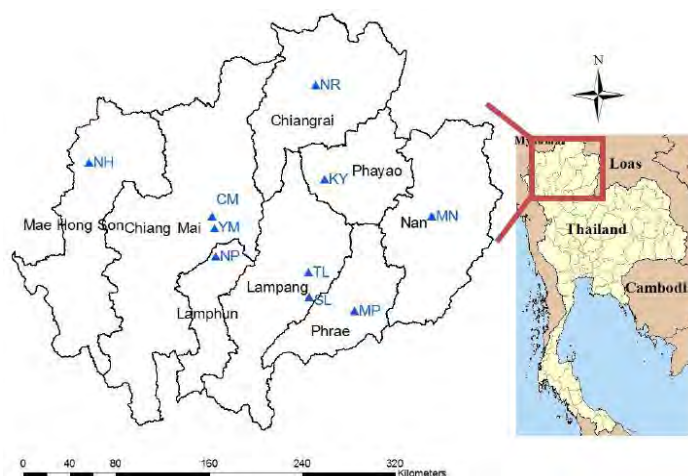 N
NR
Chiangrai
Myanmar
Loas
NH
KY
Phayao
CM
Mae Hong Son
Chiang Mai
YM
Nan
MN
Thailand
NP
TL
Lampang
SL
Cambodi
Lamphun
MP
Phrae
0 40 80 160 240 320
Kilometers